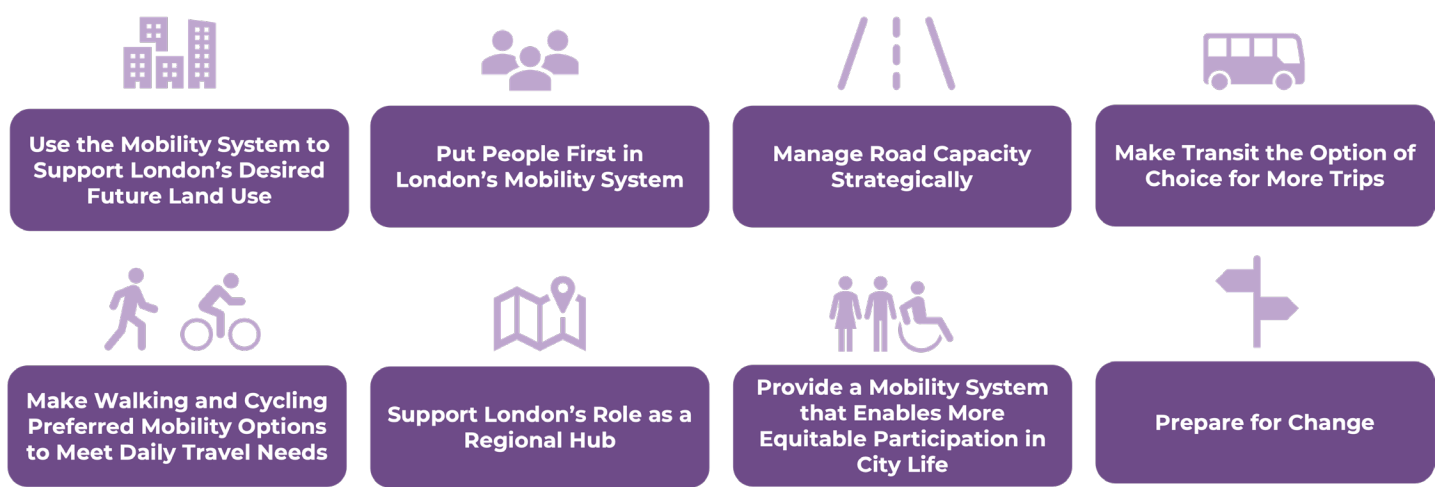 Use the Mobility System to
Support London's Desired
Future Land Use
Put People First in
London's Mobility System
Manage Road Capacity
Strategically
Make Transit the Option of
Choice for More Trips
Make Walking and Cycling
Preferred Mobility Options
to Meet Daily Travel Needs
Support London's Role as a
Regional Hub
Provide a Mobility System
that Enables More
Equitable Participation in
City Life
Prepare for Change